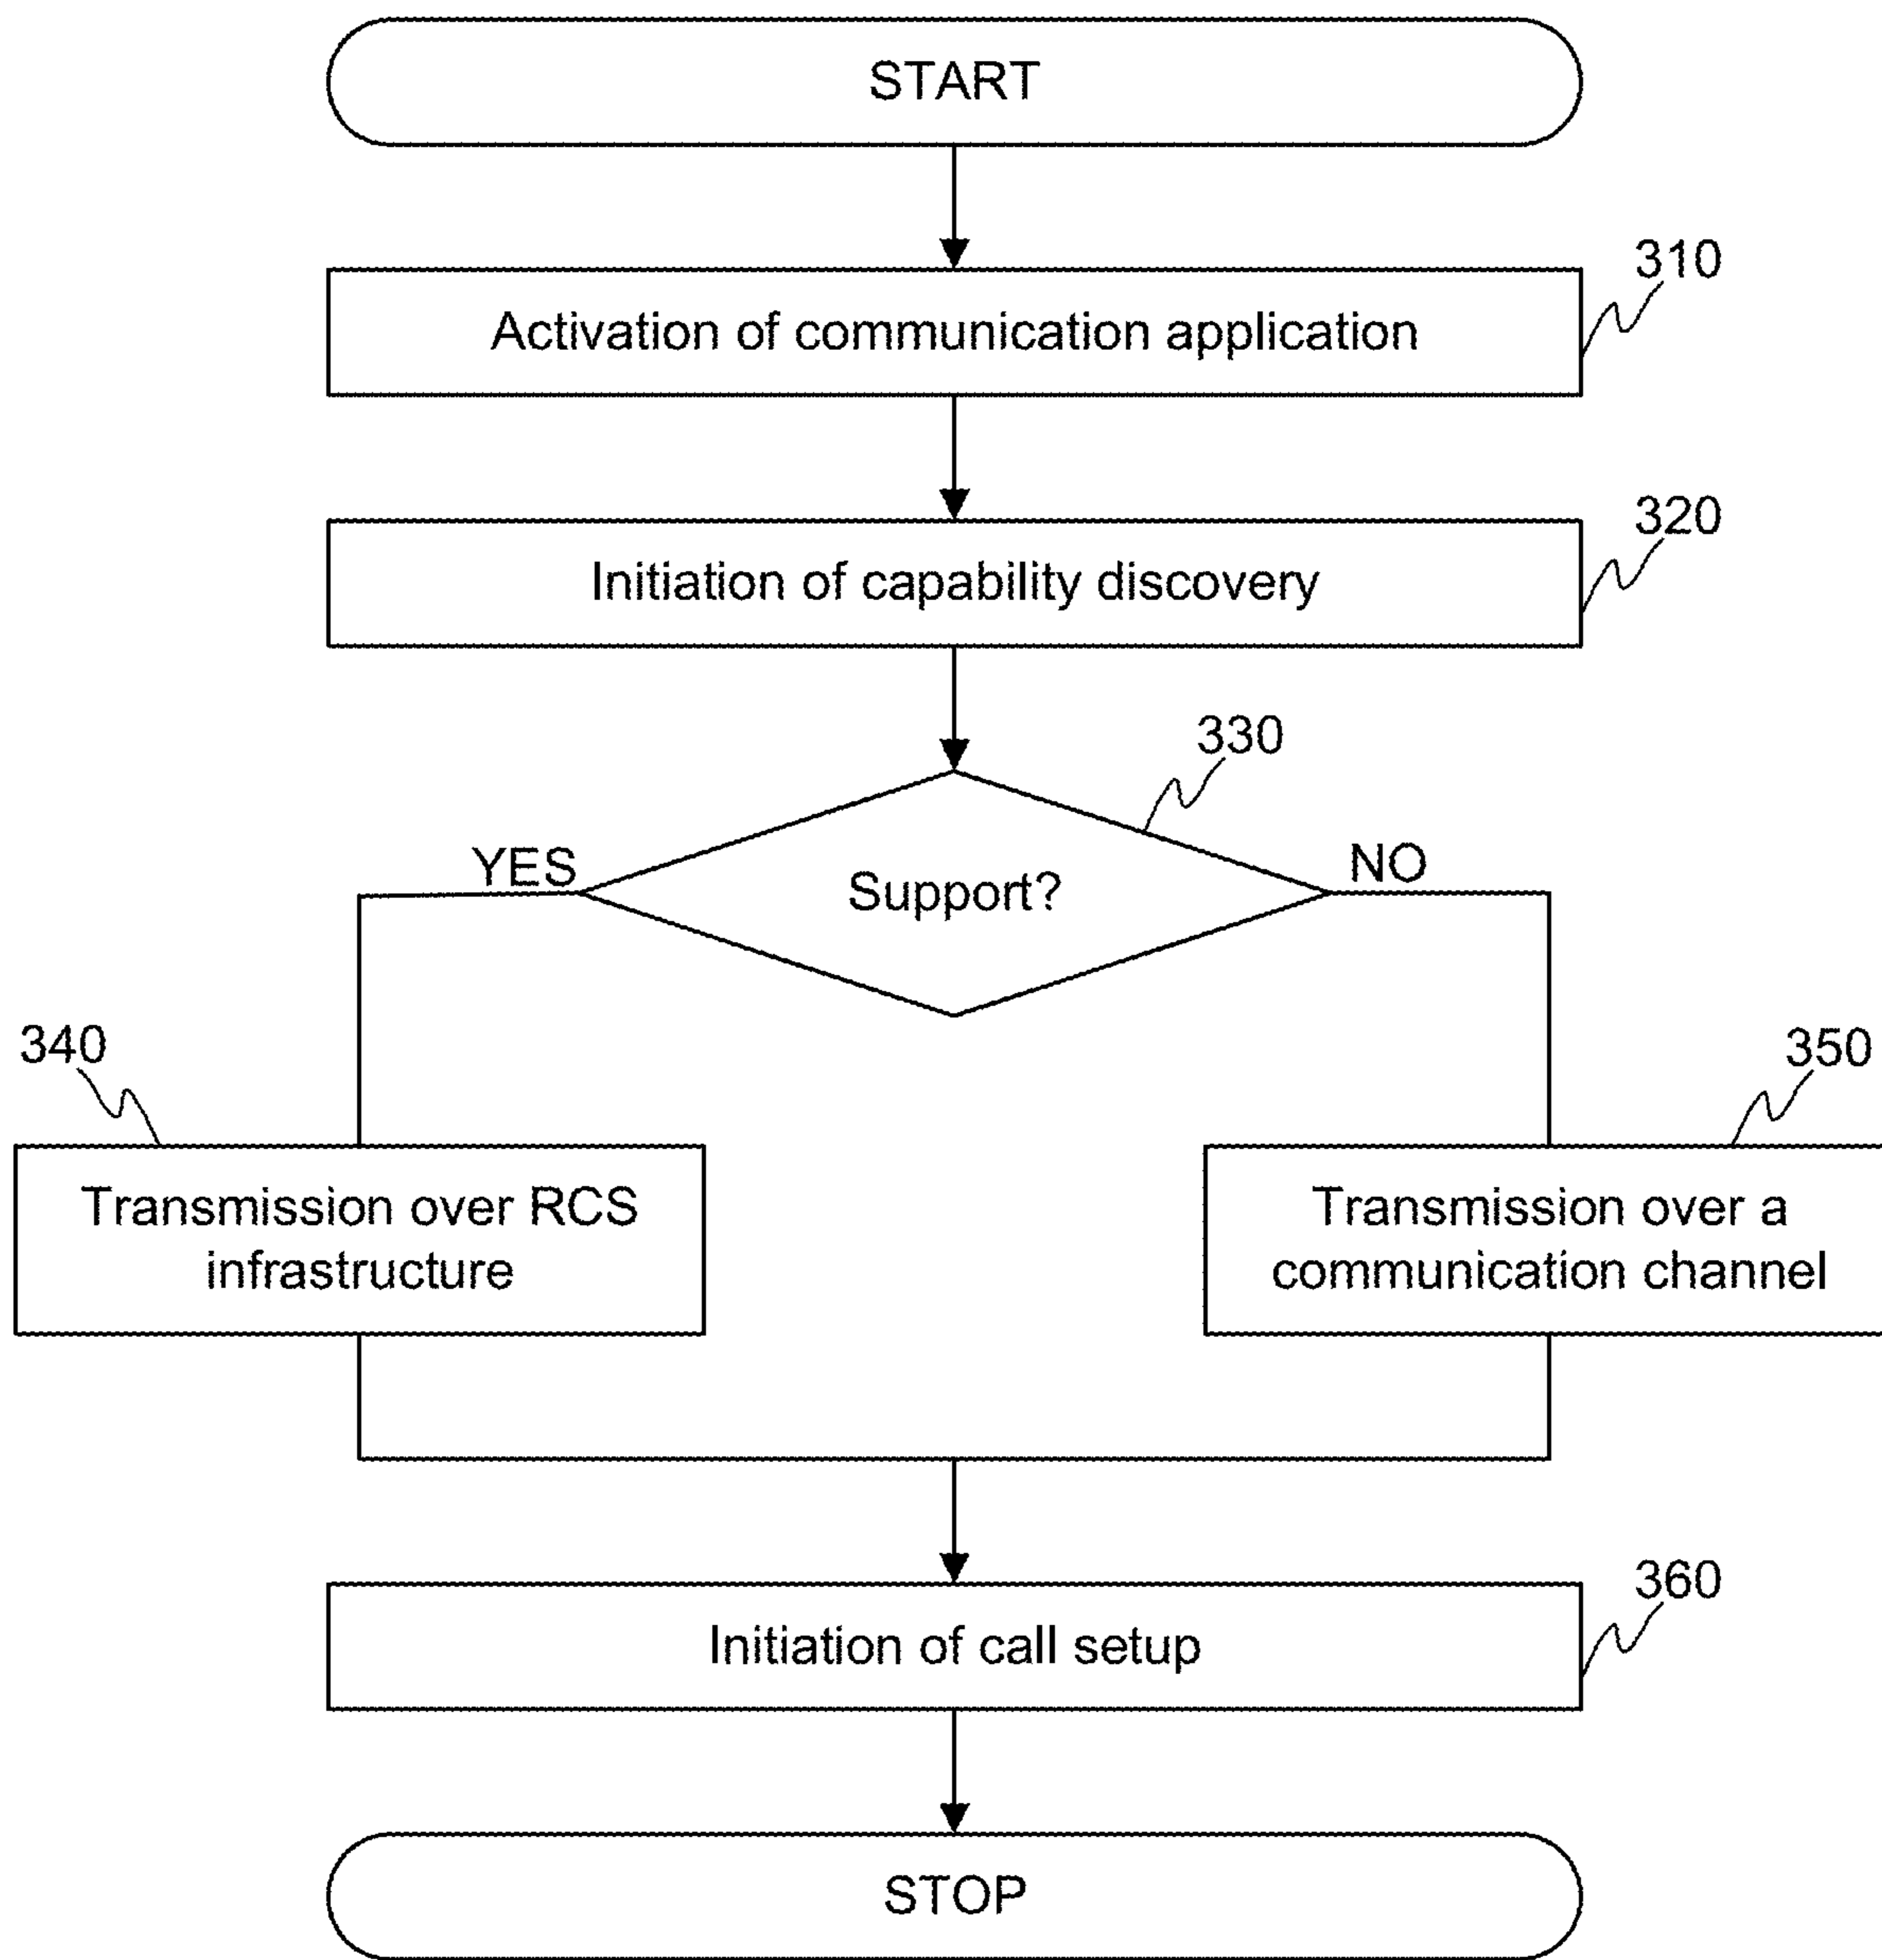 START
310
Activation of communication application
320
Initiation of capability discovery
330
YES
NO
Support?
340
350
Transmission over RCS
infrastructure
Transmission over a
communication channel
360
Initiation of call setup
STOP